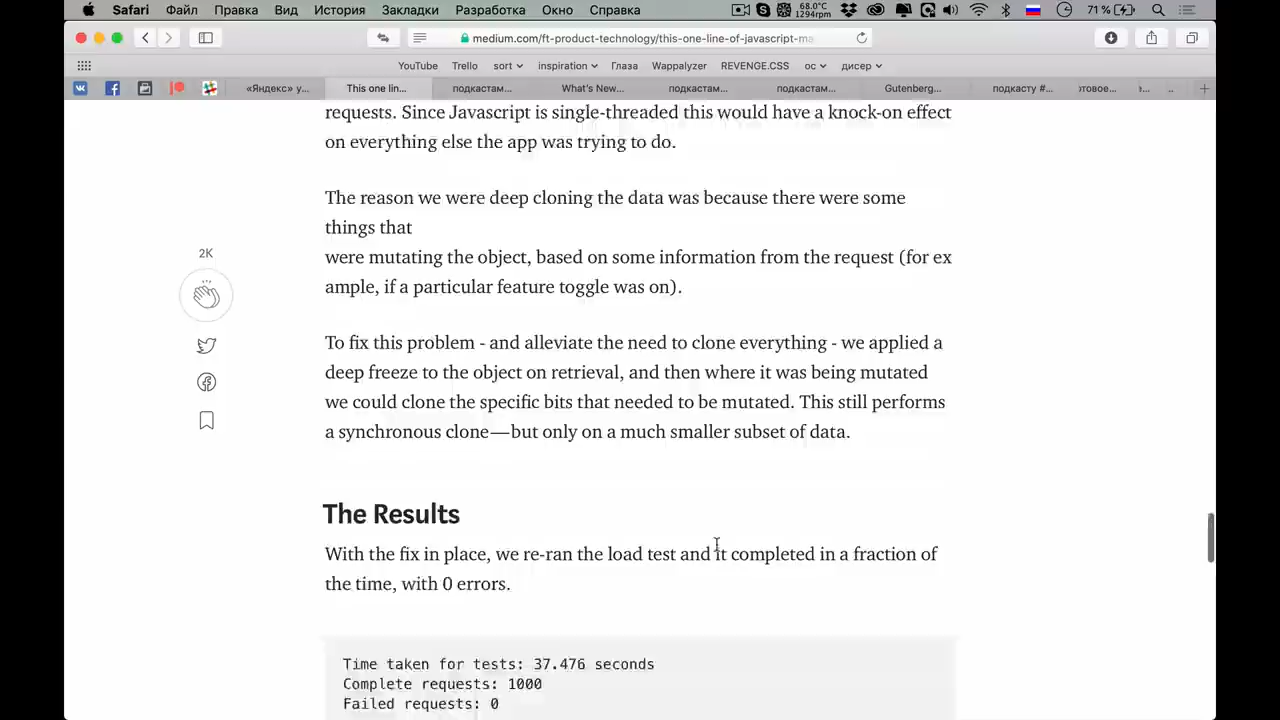 Safari Файл Правка Вид История Закладки Разработка Окно Справка 68.0°C 1294rpm 71 %
medium.com/ft-product-technology/this-one-line-of-javascript-ma
YouTube Trello sort inspiration Глаза Wappalyzer REVENGE.CSS ос дисер
«Яндекс» у... This one lin... подкастам... What's New... подкастам... подкастам... Gutenberg... подкасту #... отовое...
requests. Since Javascript is single-threaded this would have a knock-on effect
on everything else the app was trying to do.
The reason we were deep cloning the data was because there were some
things that
were mutating the object, based on some information from the request (for ex
ample, if a particular feature toggle was on).
2K
To fix this problem - and alleviate the need to clone everything - we applied a
deep freeze to the object on retrieval, and then where it was being mutated
we could clone the specific bits that needed to be mutated. This still performs
a synchronous clone — but only on a much smaller subset of data.
The Results
With the fix in place, we re-ran the load test and it completed in a fraction of
the time, with 0 errors.
Time taken for tests: 37.476 seconds
Complete requests: 1000
Failed requests: 0